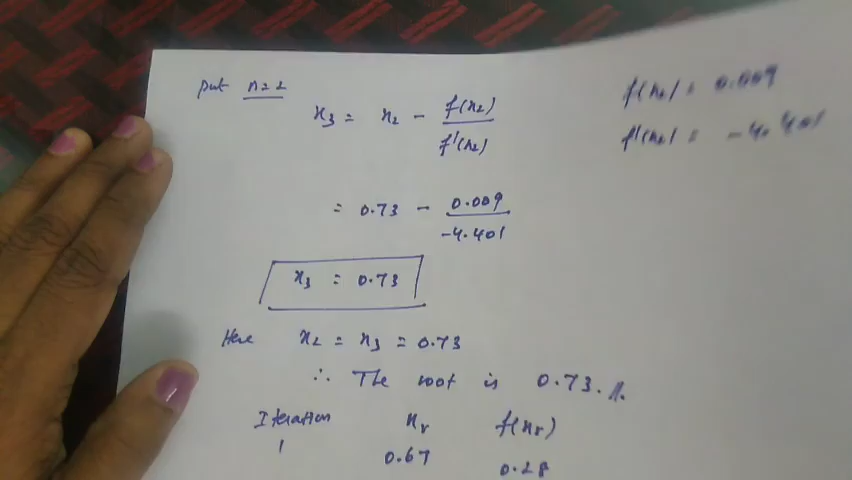 put n=2
x₃ = x₂ - f(x₂)/f'(x₂)
f(x₂) = 0.009
f'(x₂) = -4.401
= 0.73 - 0.009/-4.401
x₃ = 0.73
Here x₂ = x₃ = 0.73
∴ The root is 0.73.//.
Iteration xᵣ f(xᵣ)
1 0.67 0.28